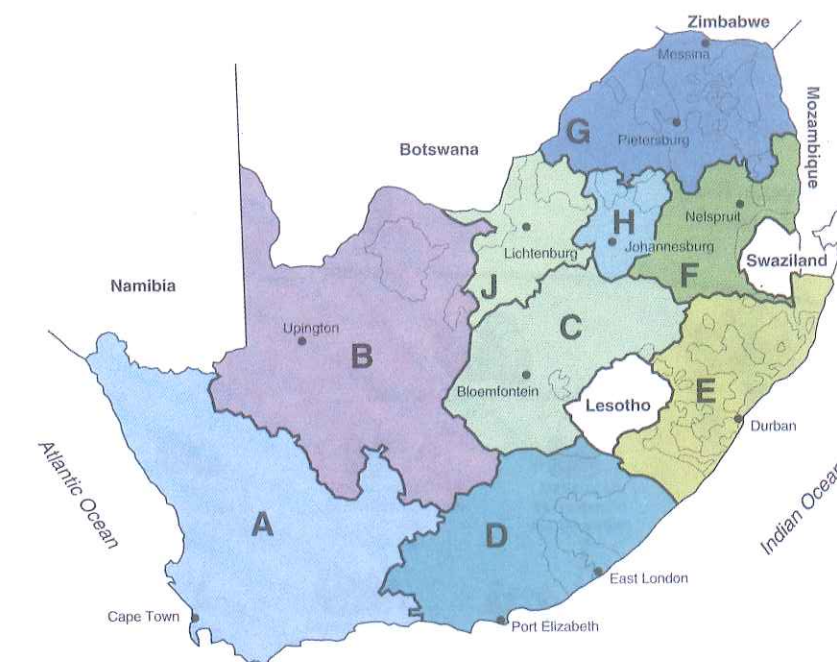 Zimbabwe
Messina
Mozambique
G
Pietersburg
Botswana
H
Nelspruit
Lichtenburg
Johannesburg
Swaziland
Namibia
J
F
C
Upington
B
Bloemfontein
Lesotho
E
Durban
Atlantic Ocean
Indian Ocean
A
D
East London
Cape Town
Port Elizabeth